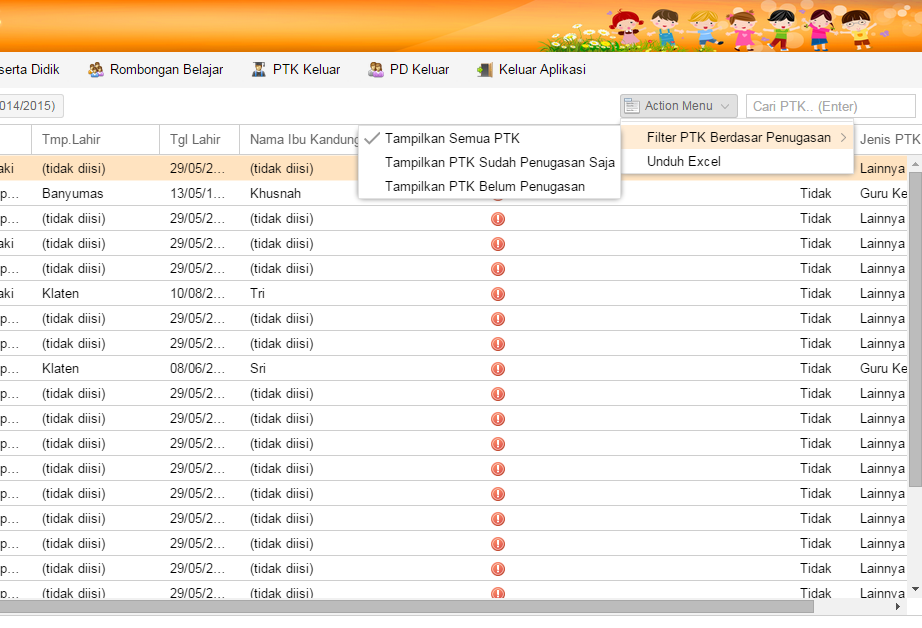 serta Didik Rombongan Belajar PTK Keluar PD Keluar Keluar Aplikasi
014/2015) Action Menu Cari PTK.. (Enter)
Tmp.Lahir Tgl Lahir Nama Ibu Kandung Tampilkan Semua PTK Filter PTK Berdasar Penugasan Jenis PTK
aki (tidak diisi) 29/05/2... (tidak diisi) Tampilkan PTK Sudah Penugasan Saja Unduh Excel Lainnya
p... Banyumas 13/05/1... Khusnah Tampilkan PTK Belum Penugasan Tidak Guru Ke
p... (tidak diisi) 29/05/2... (tidak diisi) Tidak Lainnya
aki (tidak diisi) 29/05/2... (tidak diisi) Tidak Lainnya
p... (tidak diisi) 29/05/2... (tidak diisi) Tidak Lainnya
aki Klaten 10/08/2... Tri Tidak Lainnya
p... (tidak diisi) 29/05/2... (tidak diisi) Tidak Lainnya
p... (tidak diisi) 29/05/2... (tidak diisi) Tidak Lainnya
p... Klaten 08/06/2... Sri Tidak Guru Ke
p... (tidak diisi) 29/05/2... (tidak diisi) Tidak Lainnya
p... (tidak diisi) 29/05/2... (tidak diisi) Tidak Lainnya
p... (tidak diisi) 29/05/2... (tidak diisi) Tidak Lainnya
p... (tidak diisi) 29/05/2... (tidak diisi) Tidak Lainnya
p... (tidak diisi) 29/05/2... (tidak diisi) Tidak Lainnya
p... (tidak diisi) 29/05/2... (tidak diisi) Tidak Lainnya
p... (tidak diisi) 29/05/2... (tidak diisi) Tidak Lainnya
p... (tidak diisi) 29/05/2... (tidak diisi) Tidak Lainnya
p... (tidak diisi) 29/05/2... (tidak diisi) Tidak Lainnya